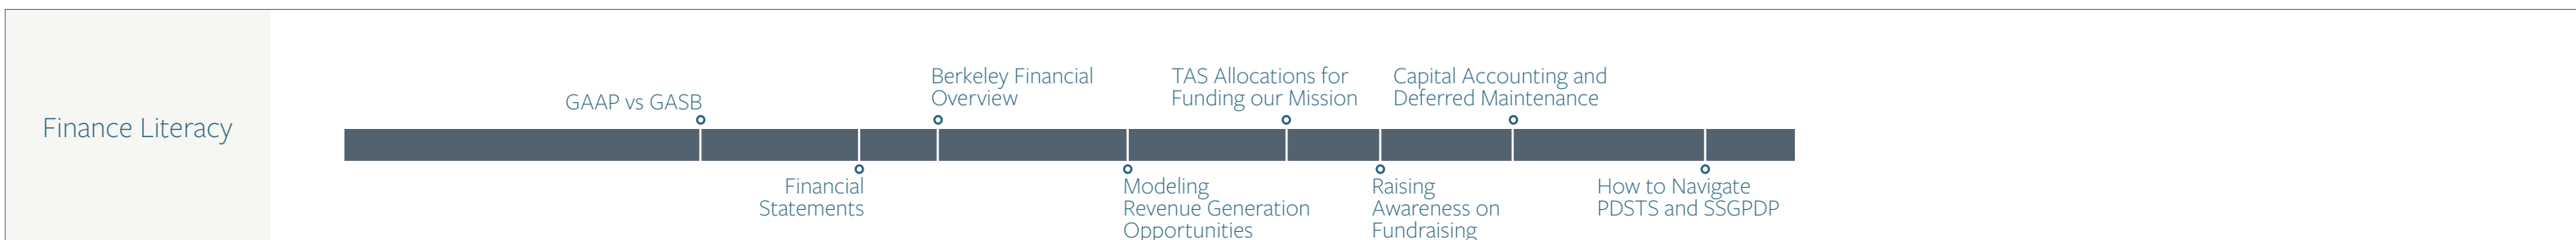 Finance Literacy
GAAP vs GASB
Financial
Statements
Berkeley Financial
Overview
Modeling
Revenue Generation
Opportunities
TAS Allocations for
Funding our Mission
Raising
Awareness on
Fundraising
Capital Accounting and
Deferred Maintenance
How to Navigate
PDSTS and SSGPDP